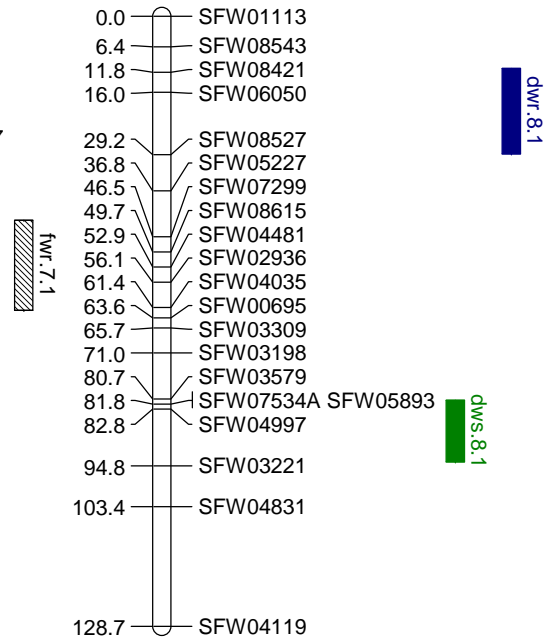 0.0 SFW01113
6.4 SFW08543
11.8 SFW08421
16.0 SFW06050
29.2 SFW08527
36.8 SFW05227
46.5 SFW07299
49.7 SFW08615
52.9 SFW04481
56.1 SFW02936
61.4 SFW04035
63.6 SFW00695
65.7 SFW03309
71.0 SFW03198
80.7 SFW03579
81.8 SFW07534A SFW05893
82.8 SFW04997
94.8 SFW03221
103.4 SFW04831
128.7 SFW04119
fwr.7.1
dwr.8.1
dws.8.1